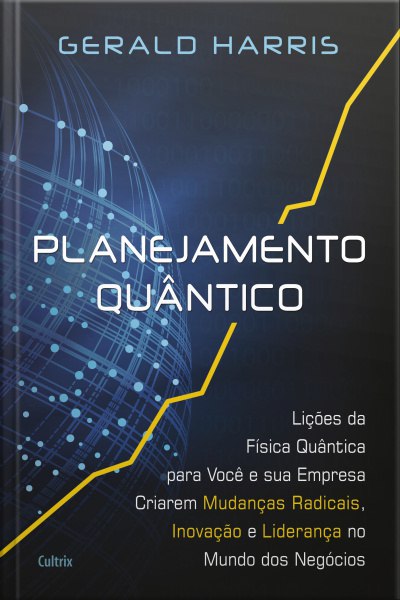 GERALD HARRIS
PLANEJAMENTO
QUÂNTICO
Lições da
Física Quântica
para Você e sua Empresa
Criarem Mudanças Radicais,
Inovação e Liderança no
Mundo dos Negócios
Cultrix